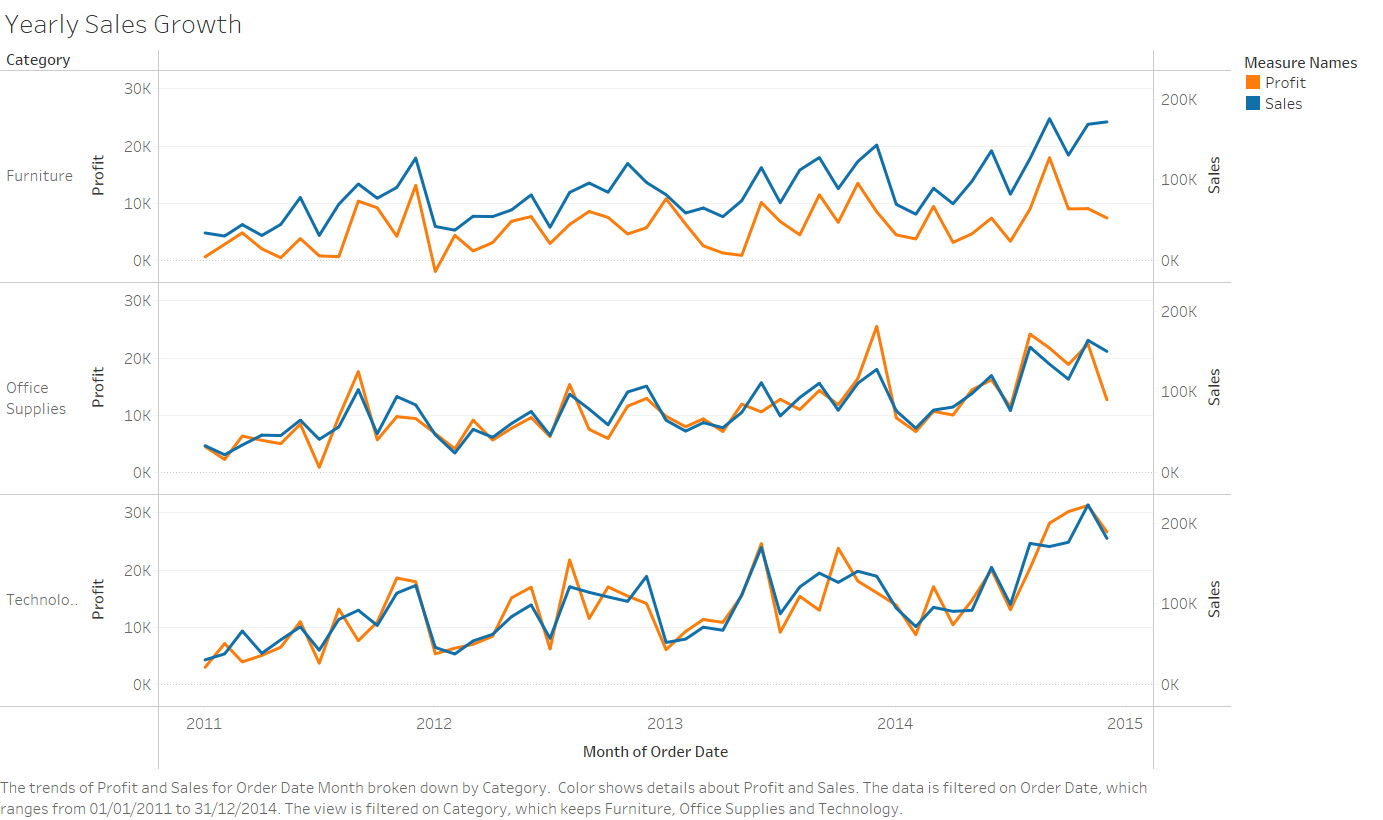 Yearly Sales Growth
Category
Measure Names
Profit
Sales
Furniture
Profit
30K
20K
10K
0K
200K
100K
0K
Sales
Office
Supplies
Profit
30K
20K
10K
0K
200K
100K
0K
Sales
Technolo..
Profit
30K
20K
10K
0K
200K
100K
0K
Sales
2011 2012 2013 2014 2015
Month of Order Date
The trends of Profit and Sales for Order Date Month broken down by Category.  Color shows details about Profit and Sales. The data is filtered on Order Date, which
ranges from 01/01/2011 to 31/12/2014. The view is filtered on Category, which keeps Furniture, Office Supplies and Technology.